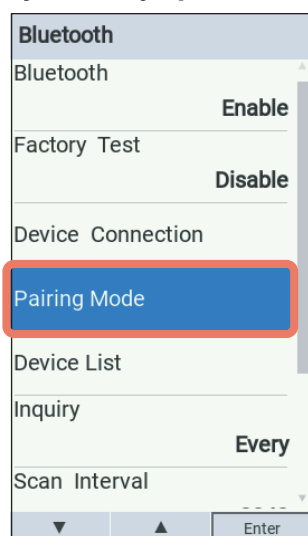 Bluetooth
Bluetooth
Enable
Factory Test
Disable
Device Connection
Pairing Mode
Device List
Inquiry
Every
Scan Interval
▼ ▲ Enter